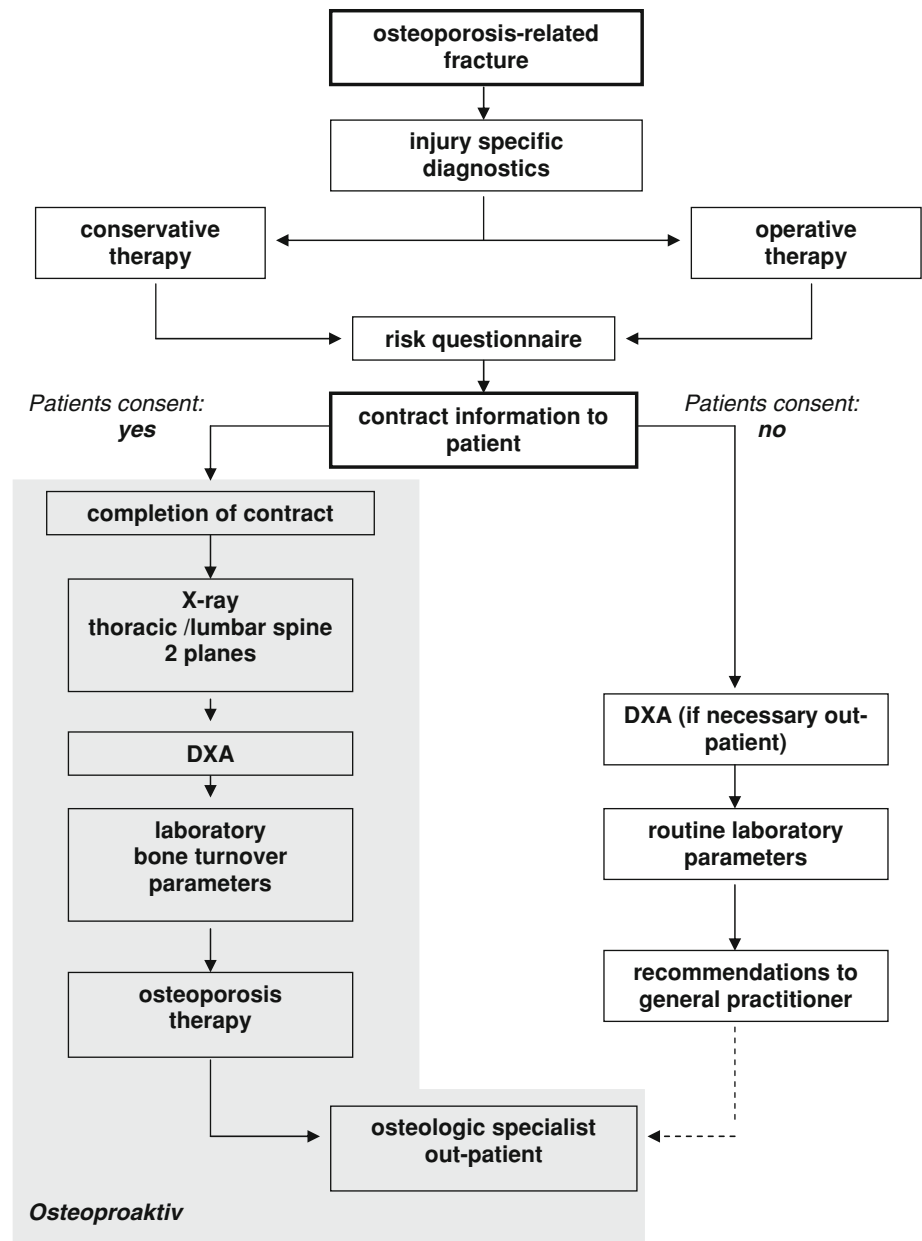 osteoporosis-related
fracture
injury specific
diagnostics
conservative
therapy
operative
therapy
risk questionnaire
Patients consent:
yes
contract information to
patient
Patients consent:
no
completion of contract
X-ray
thoracic /lumbar spine
2 planes
DXA
laboratory
bone turnover
parameters
osteoporosis
therapy
DXA (if necessary out-
patient)
routine laboratory
parameters
recommendations to
general practitioner
osteologic specialist
out-patient
Osteoproaktiv